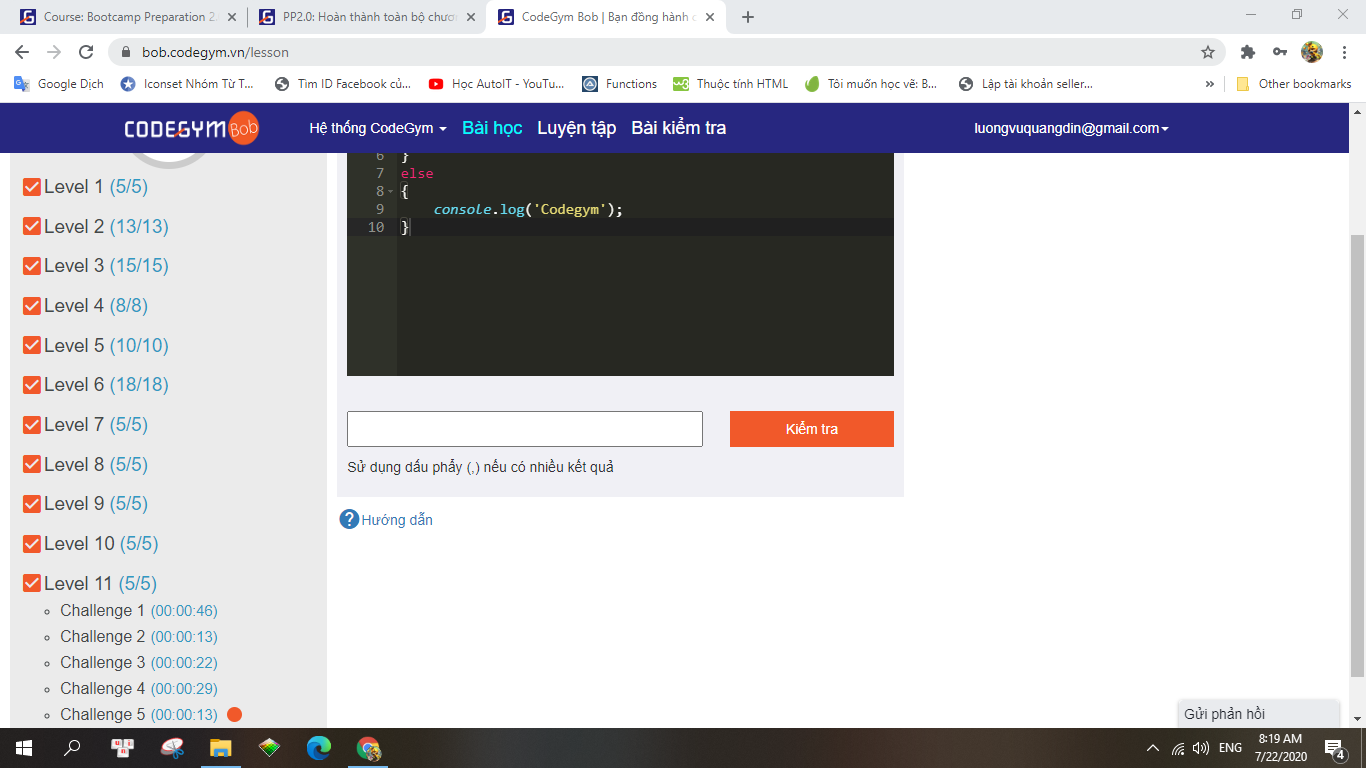 Course: Bootcamp Preparation 2.
PP2.0: Hoàn thành toàn bộ chươn
CodeGym Bob | Bạn đồng hành c
bob.codegym.vn/lesson
Google Dịch
Iconset Nhóm Từ T...
Tìm ID Facebook củ...
Học AutoIT - YouTu...
Functions
Thuộc tính HTML
Tôi muốn học vẽ: B...
Lập tài khoản seller...
»
Other bookmarks
CODEGYM Bob
Hệ thống CodeGym
Bài học
Luyện tập
Bài kiểm tra
luongvuquangdin@gmail.com
Level 1 (5/5)
Level 2 (13/13)
Level 3 (15/15)
Level 4 (8/8)
Level 5 (10/10)
Level 6 (18/18)
Level 7 (5/5)
Level 8 (5/5)
Level 9 (5/5)
Level 10 (5/5)
Level 11 (5/5)
Challenge 1 (00:00:46)
Challenge 2 (00:00:13)
Challenge 3 (00:00:22)
Challenge 4 (00:00:29)
Challenge 5 (00:00:13)
6 }
7 else
8 {
9 console.log('Codegym');
10 }
Kiểm tra
Sử dụng dấu phẩy (,) nếu có nhiều kết quả
? Hướng dẫn
Gửi phản hồi
ENG
8:19 AM
7/22/2020
4